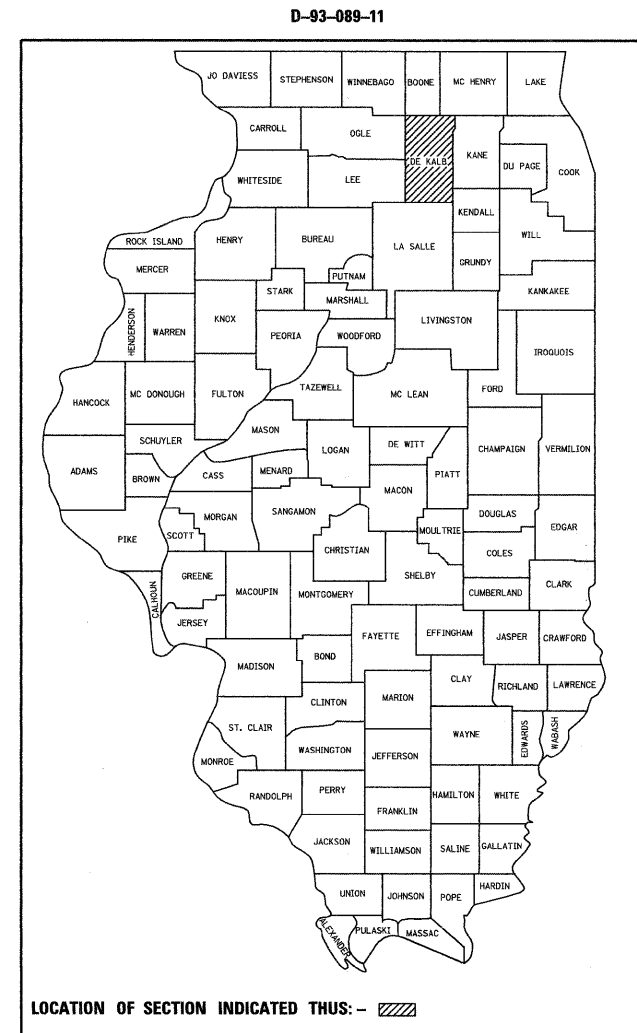 D-93-089-11
JO DAVIESS STEPHENSON WINNEBAGO BOONE MC HENRY LAKE
CARROLL OGLE DE KALB KANE DU PAGE COOK
WHITESIDE LEE
KENDALL
ROCK ISLAND HENRY BUREAU LA SALLE WILL
MERCER PUTNAM GRUNDY
STARK MARSHALL KANKAKEE
HENDERSON WARREN KNOX PEORIA WOODFORD LIVINGSTON
IROQUOIS
HANCOCK MC DONOUGH FULTON TAZEWELL MC LEAN FORD
MASON
SCHUYLER LOGAN DE WITT CHAMPAIGN VERMILION
ADAMS BROWN CASS MENARD PIATT
MACON
MORGAN SANGAMON DOUGLAS
PIKE SCOTT CHRISTIAN MOULTRIE EDGAR
COLES
GREENE SHELBY
CALHOUN MACOUPIN MONTGOMERY CUMBERLAND CLARK
JERSEY
FAYETTE EFFINGHAM JASPER CRAWFORD
MADISON BOND
CLAY
MARION RICHLAND LAWRENCE
CLINTON
ST. CLAIR WAYNE EDWARDS WABASH
WASHINGTON JEFFERSON
MONROE
RANDOLPH PERRY HAMILTON WHITE
FRANKLIN
JACKSON WILLIAMSON SALINE GALLATIN
UNION JOHNSON POPE HARDIN
ALEXANDER PULASKI MASSAC
LOCATION OF SECTION INDICATED THUS: -